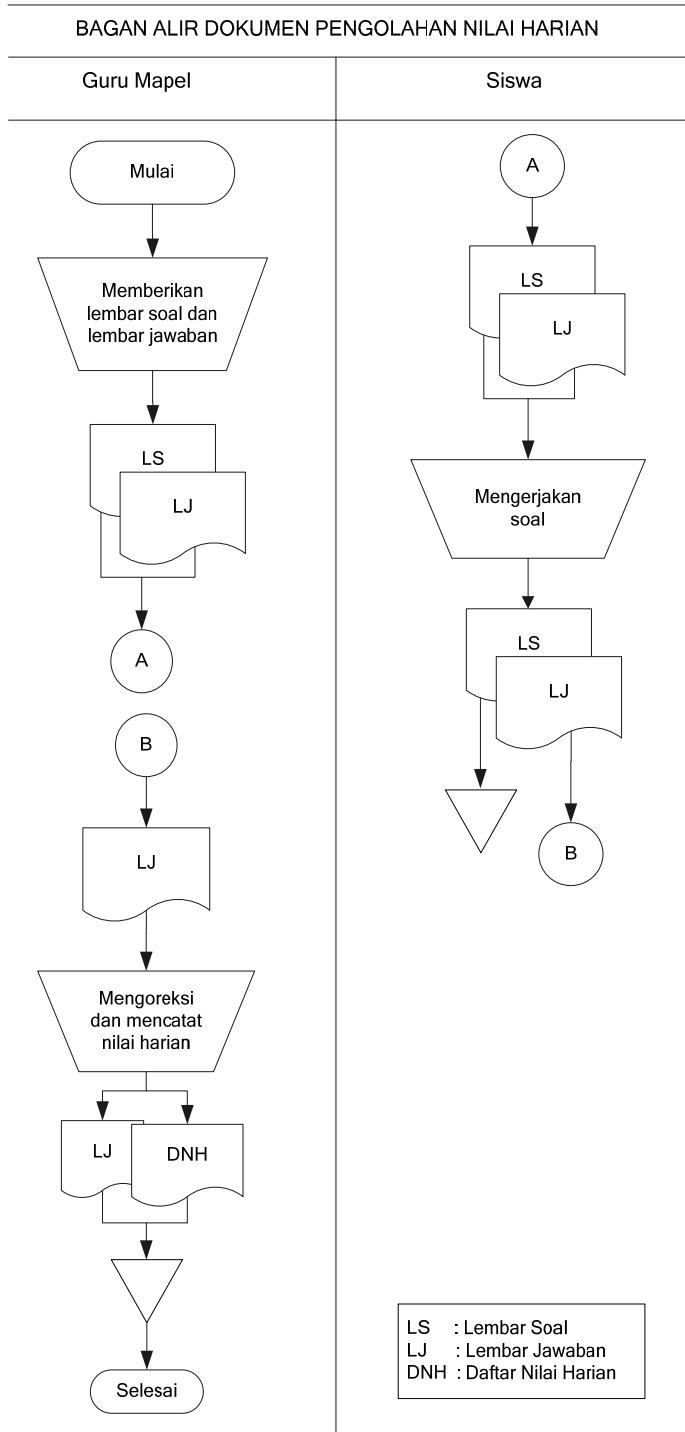 BAGAN ALIR DOKUMEN PENGOLAHAN NILAI HARIAN
Guru Mapel
Siswa
Mulai
Memberikan
lembar soal dan
lembar jawaban
LS
LJ
A
B
LJ
Mengoreksi
dan mencatat
nilai harian
LJ
DNH
Selesai
A
LS
LJ
Mengerjakan
soal
LS
LJ
B
LS : Lembar Soal
LJ : Lembar Jawaban
DNH : Daftar Nilai Harian